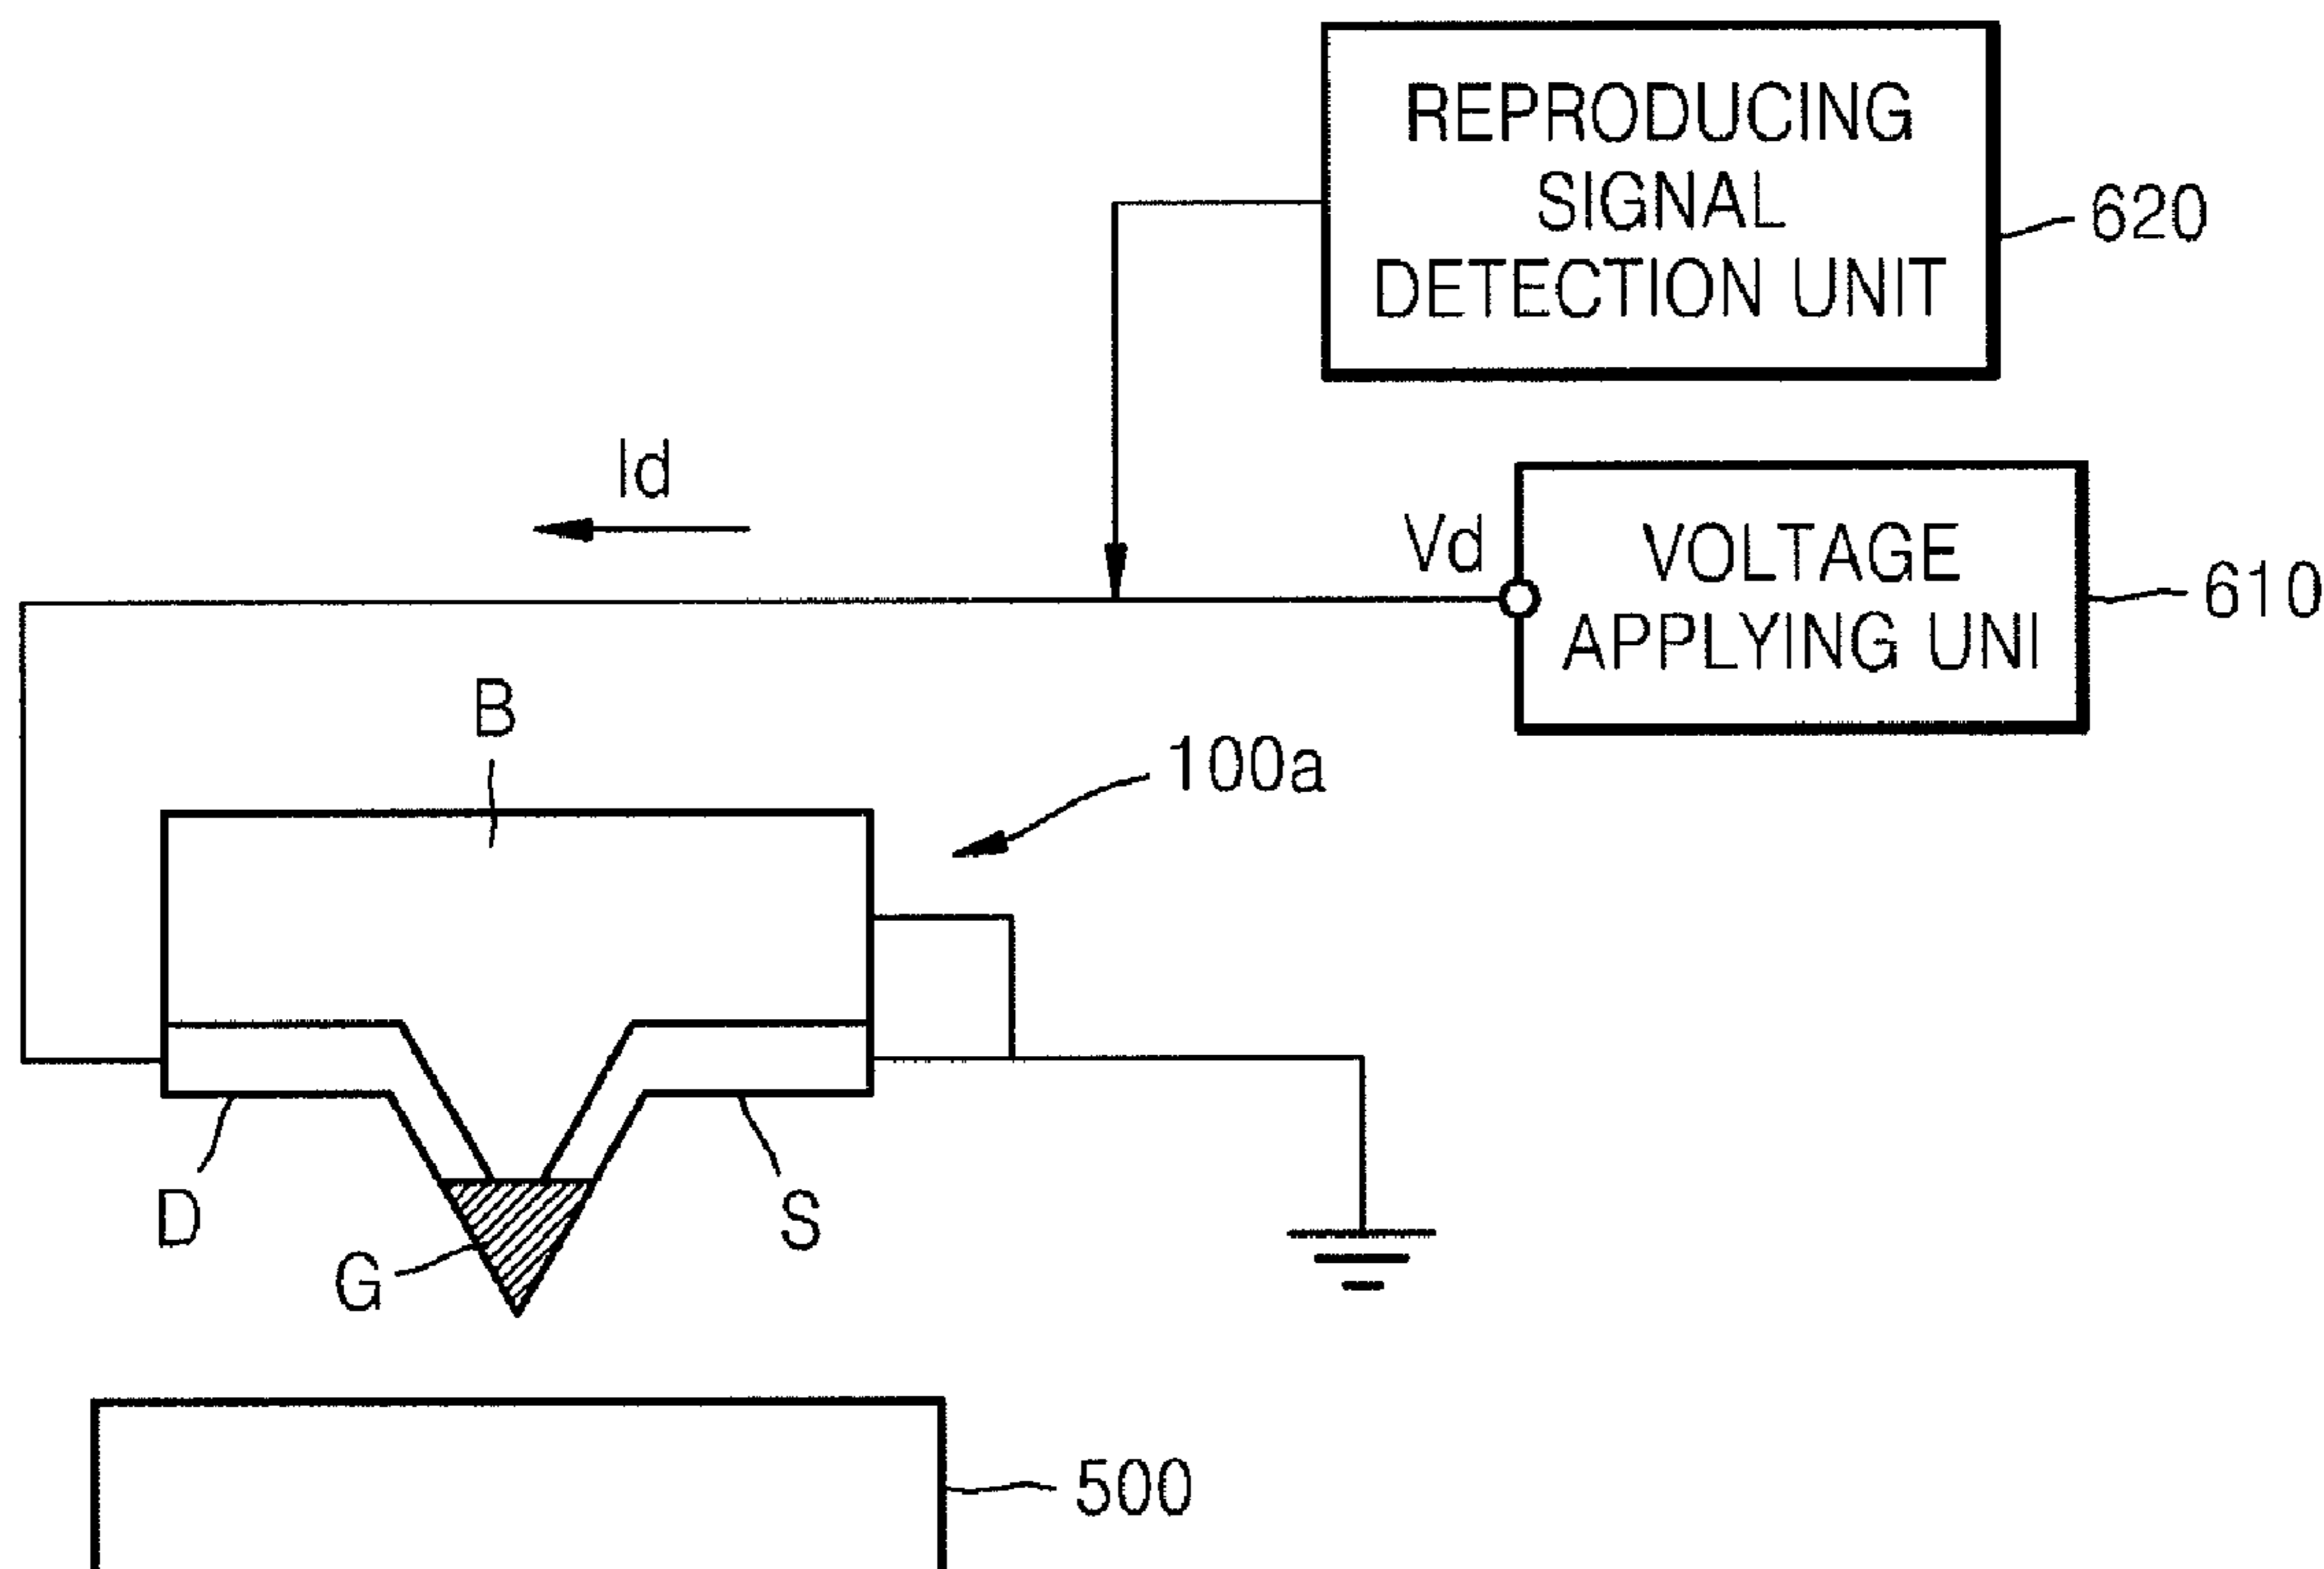 REPRODUCING
SIGNAL
DETECTION UNIT
620
Id
Vd
VOLTAGE
APPLYING UNI
610
B
100a
D
S
G
500